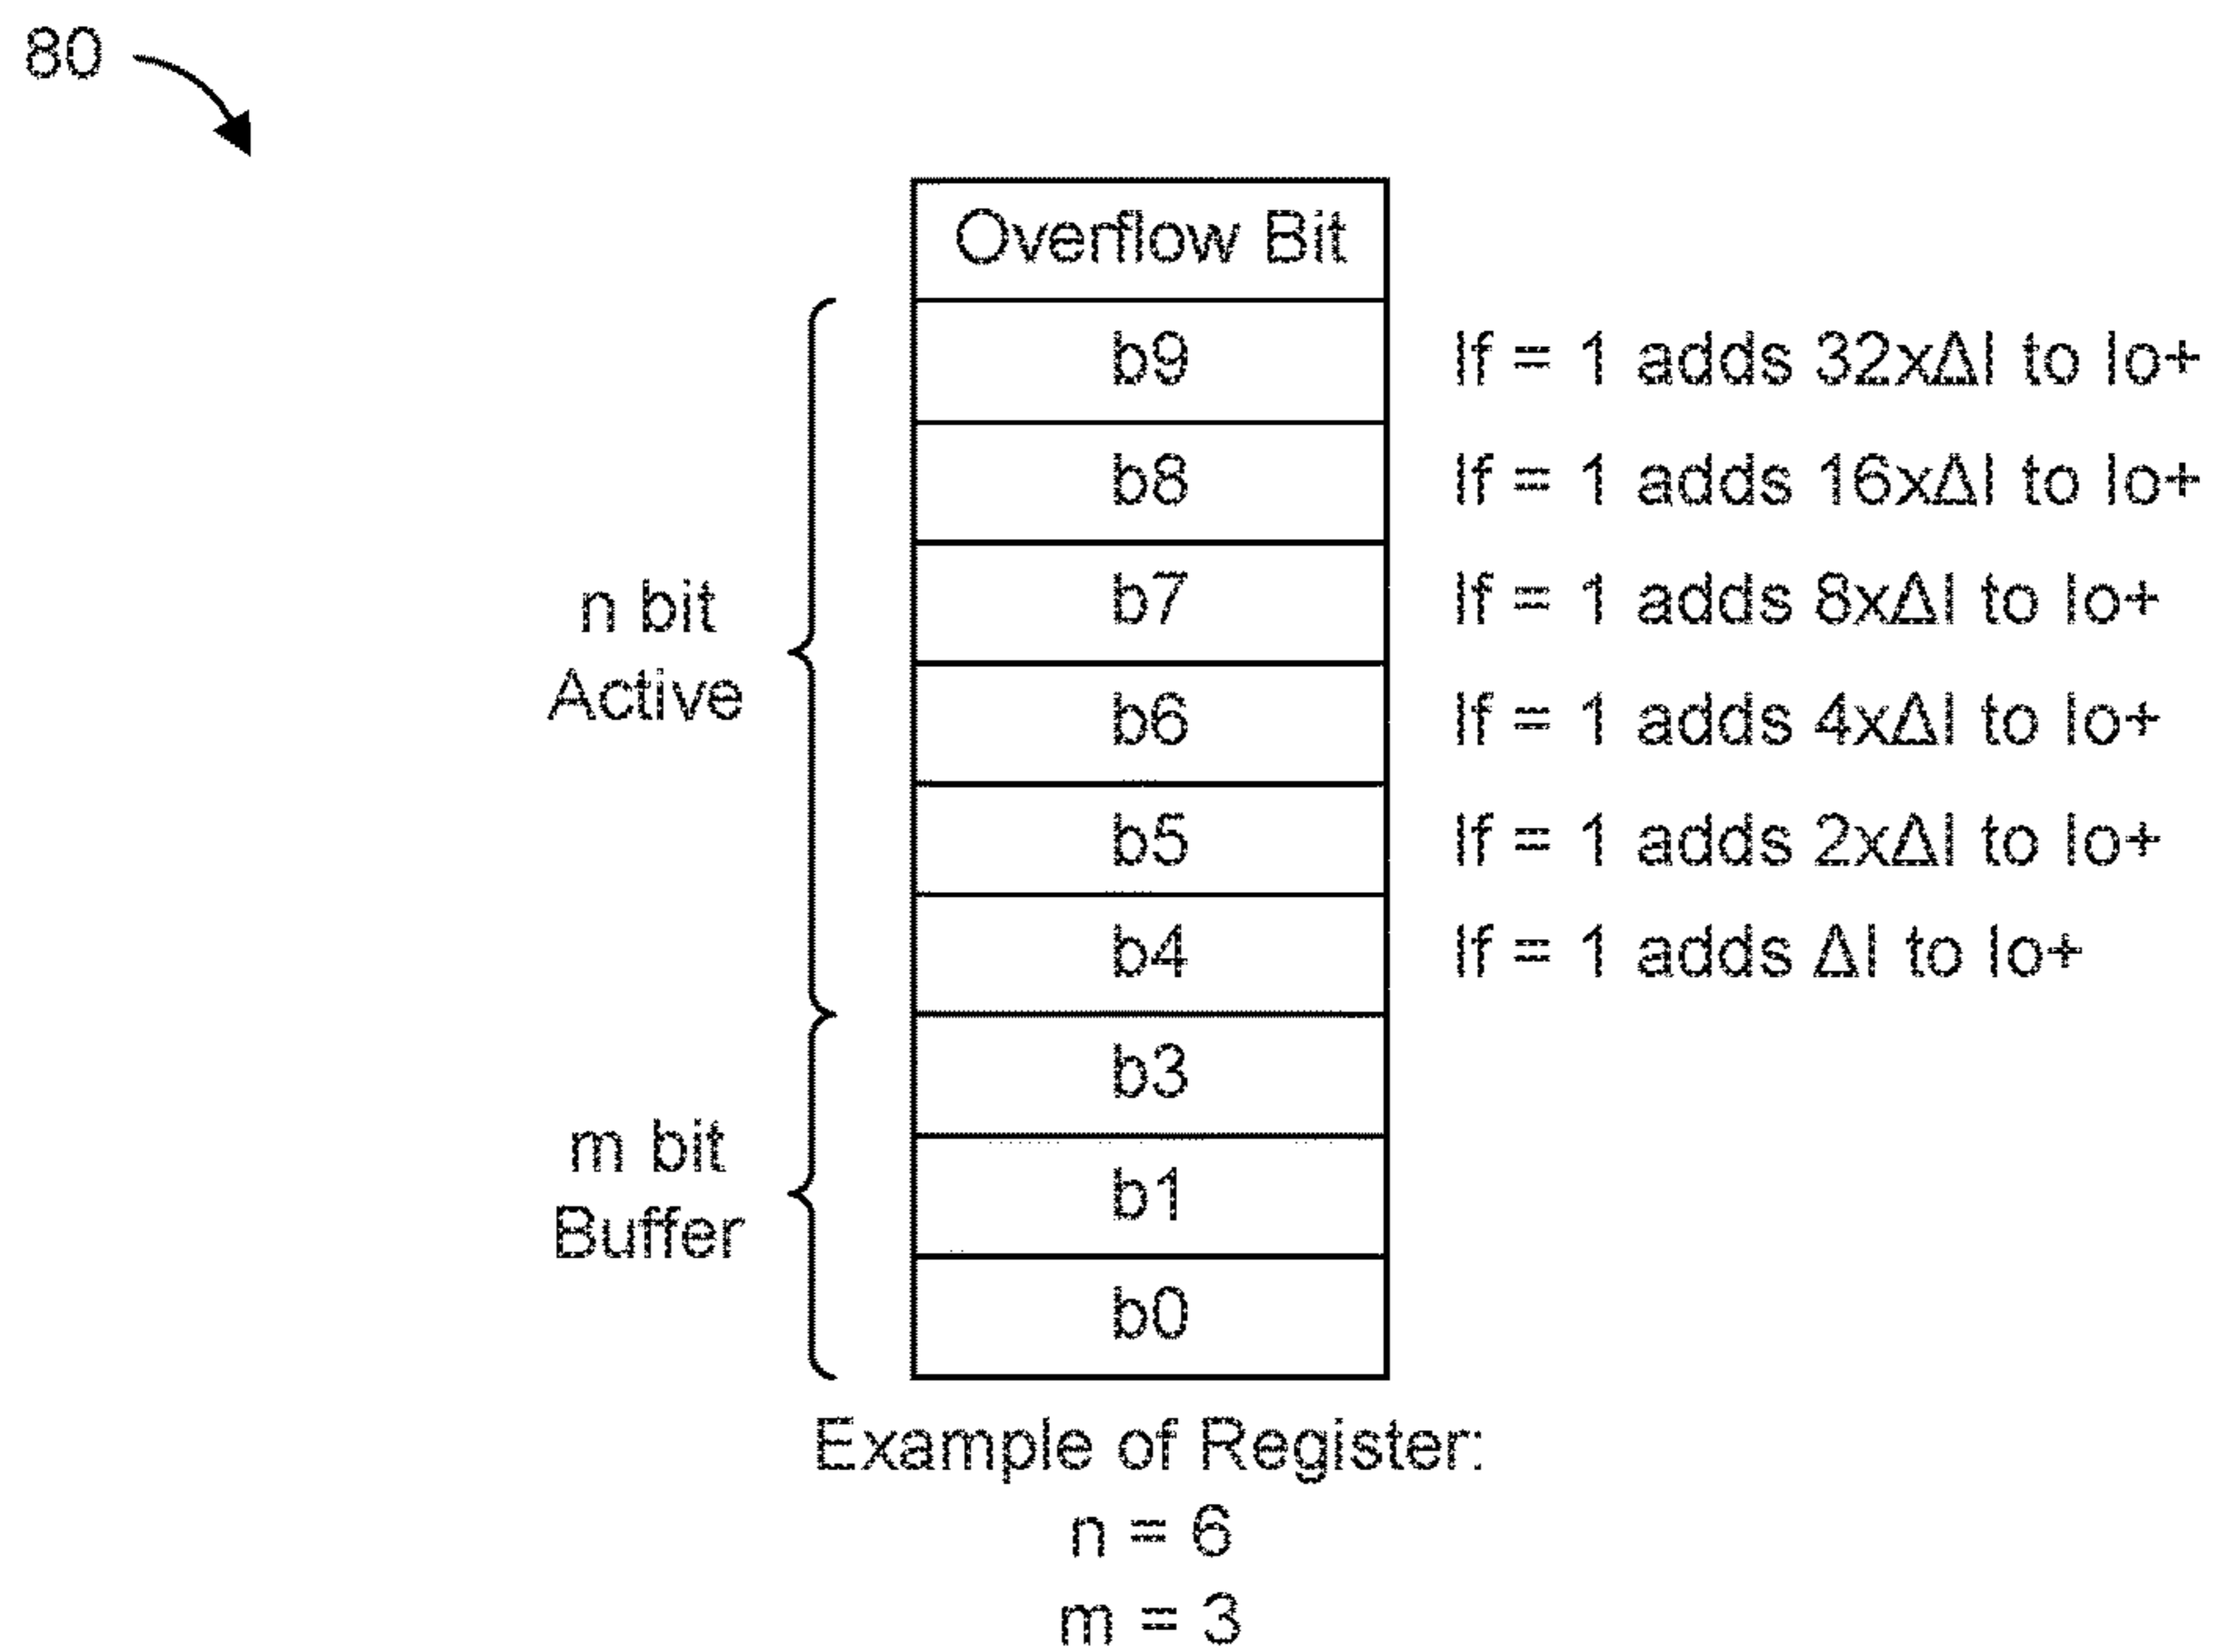 80
Overflow Bit
b9 If = 1 adds 32xΔI to Io+
b8 If = 1 adds 16xΔI to Io+
b7 If = 1 adds 8xΔI to Io+
n bit
Active
b6 If = 1 adds 4xΔI to Io+
b5 If = 1 adds 2xΔI to Io+
b4 If = 1 adds ΔI to Io+
b3
m bit
Buffer
b1
b0
Example of Register:
n = 6
m = 3